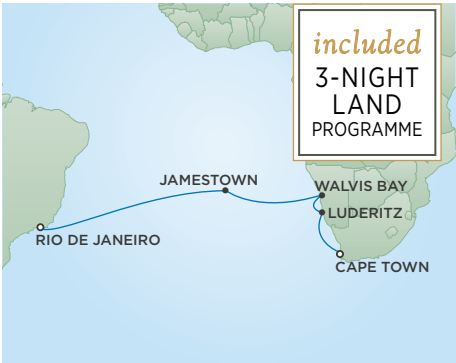 included
3-NIGHT
LAND
PROGRAMME
JAMESTOWN
WALVIS BAY
LUDERITZ
RIO DE JANEIRO
CAPE TOWN